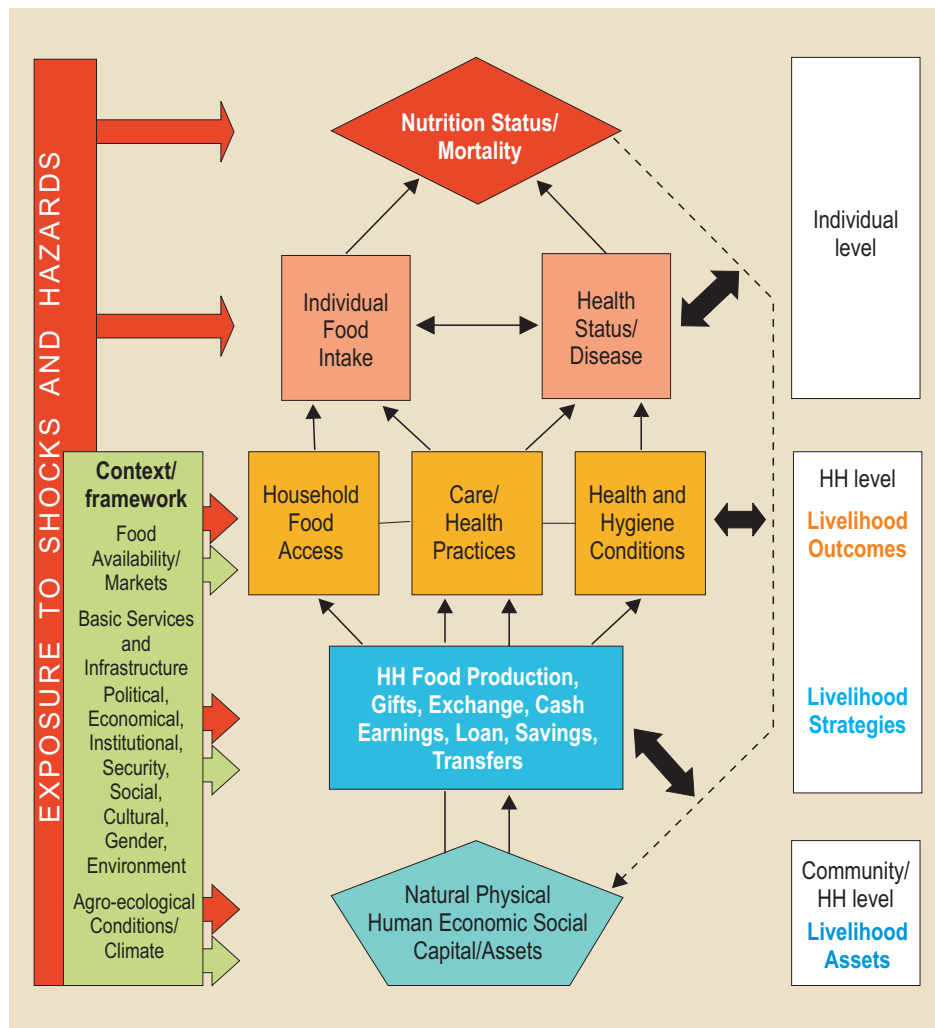 EXPOSURE TO SHOCKS AND HAZARDS
Nutrition Status/
Mortality
Individual
level
Individual
Food
Intake
Health
Status/
Disease
Context/
framework
Food
Availability/
Markets
Basic Services
and
Infrastructure
Political,
Economical,
Institutional,
Security,
Social,
Cultural,
Gender,
Environment
Agro-ecological
Conditions/
Climate
Household
Food
Access
Care/
Health
Practices
Health and
Hygiene
Conditions
HH level
Livelihood
Outcomes
HH Food Production,
Gifts, Exchange, Cash
Earnings, Loan, Savings,
Transfers
Livelihood
Strategies
Natural Physical
Human Economic Social
Capital/Assets
Community/
HH level
Livelihood
Assets